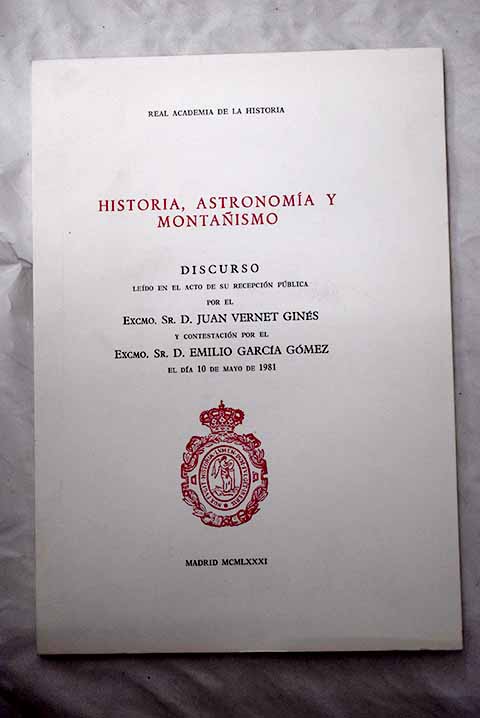 REAL ACADEMIA DE LA HISTORIA
HISTORIA, ASTRONOMÍA Y
MONTAÑISMO
DISCURSO
LEÍDO EN EL ACTO DE SU RECEPCIÓN PÚBLICA
POR EL
EXCMO. SR. D. JUAN VERNET GINÉS
Y CONTESTACIÓN POR EL
EXCMO. SR. D. EMILIO GARCÍA GÓMEZ
EL DÍA 10 DE MAYO DE 1981
MADRID MCMLXXXI